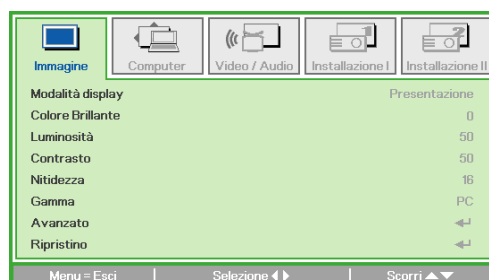 Immagine Computer Video / Audio Installazione I Installazione II
Modalità display Presentazione
Colore Brillante 0
Luminosità 50
Contrasto 50
Nitidezza 16
Gamma PC
Avanzato
Ripristino
Menu = Esci Selezione Scorri